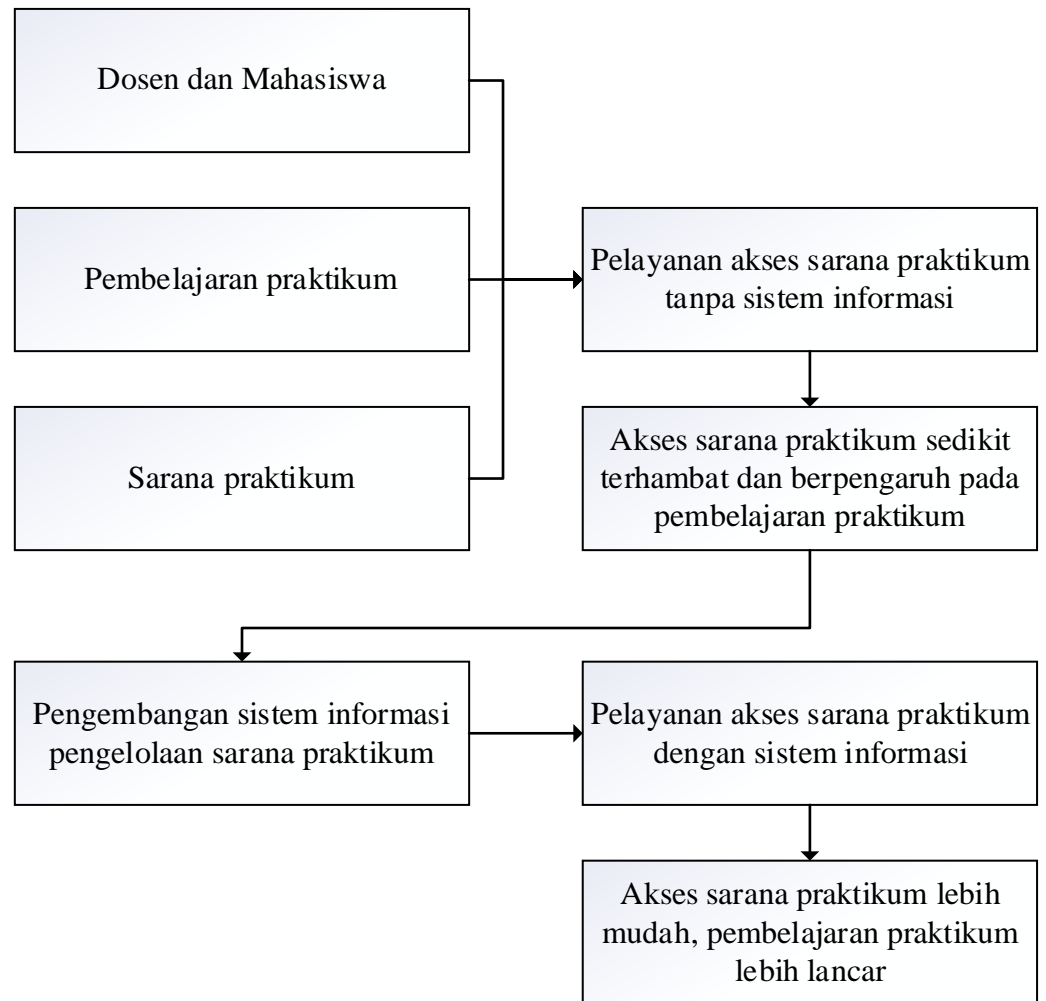 Dosen dan Mahasiswa
Pembelajaran praktikum
Sarana praktikum
Pelayanan akses sarana praktikum
tanpa sistem informasi
Akses sarana praktikum sedikit
terhambat dan berpengaruh pada
pembelajaran praktikum
Pengembangan sistem informasi
pengelolaan sarana praktikum
Pelayanan akses sarana praktikum
dengan sistem informasi
Akses sarana praktikum lebih
mudah, pembelajaran praktikum
lebih lancar